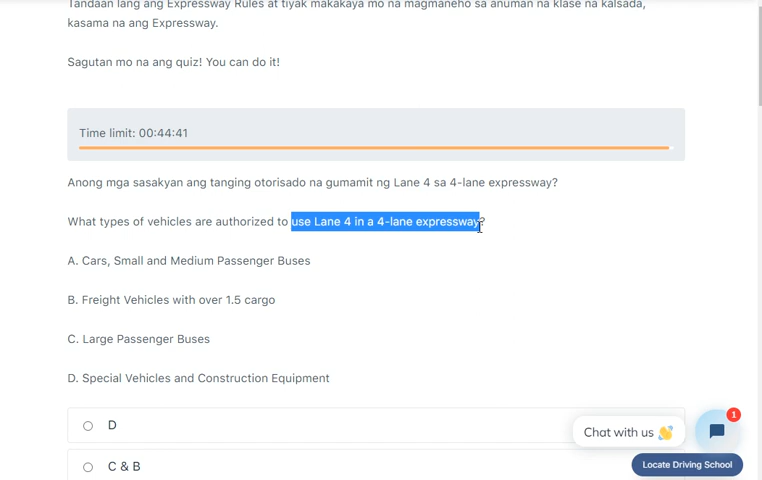 Tandaan lang ang Expressway Rules at tiyak makakaya mo na magmaneho sa anuman na klase na kalsada,
kasama na ang Expressway.
Sagutan mo na ang quiz! You can do it!
Time limit: 00:44:41
Anong mga sasakyan ang tanging otorisado na gumamit ng Lane 4 sa 4-lane expressway?
What types of vehicles are authorized to use Lane 4 in a 4-lane expressway?
A. Cars, Small and Medium Passenger Buses
B. Freight Vehicles with over 1.5 cargo
C. Large Passenger Buses
D. Special Vehicles and Construction Equipment
D
C & B
Chat with us 👋
1
Locate Driving School